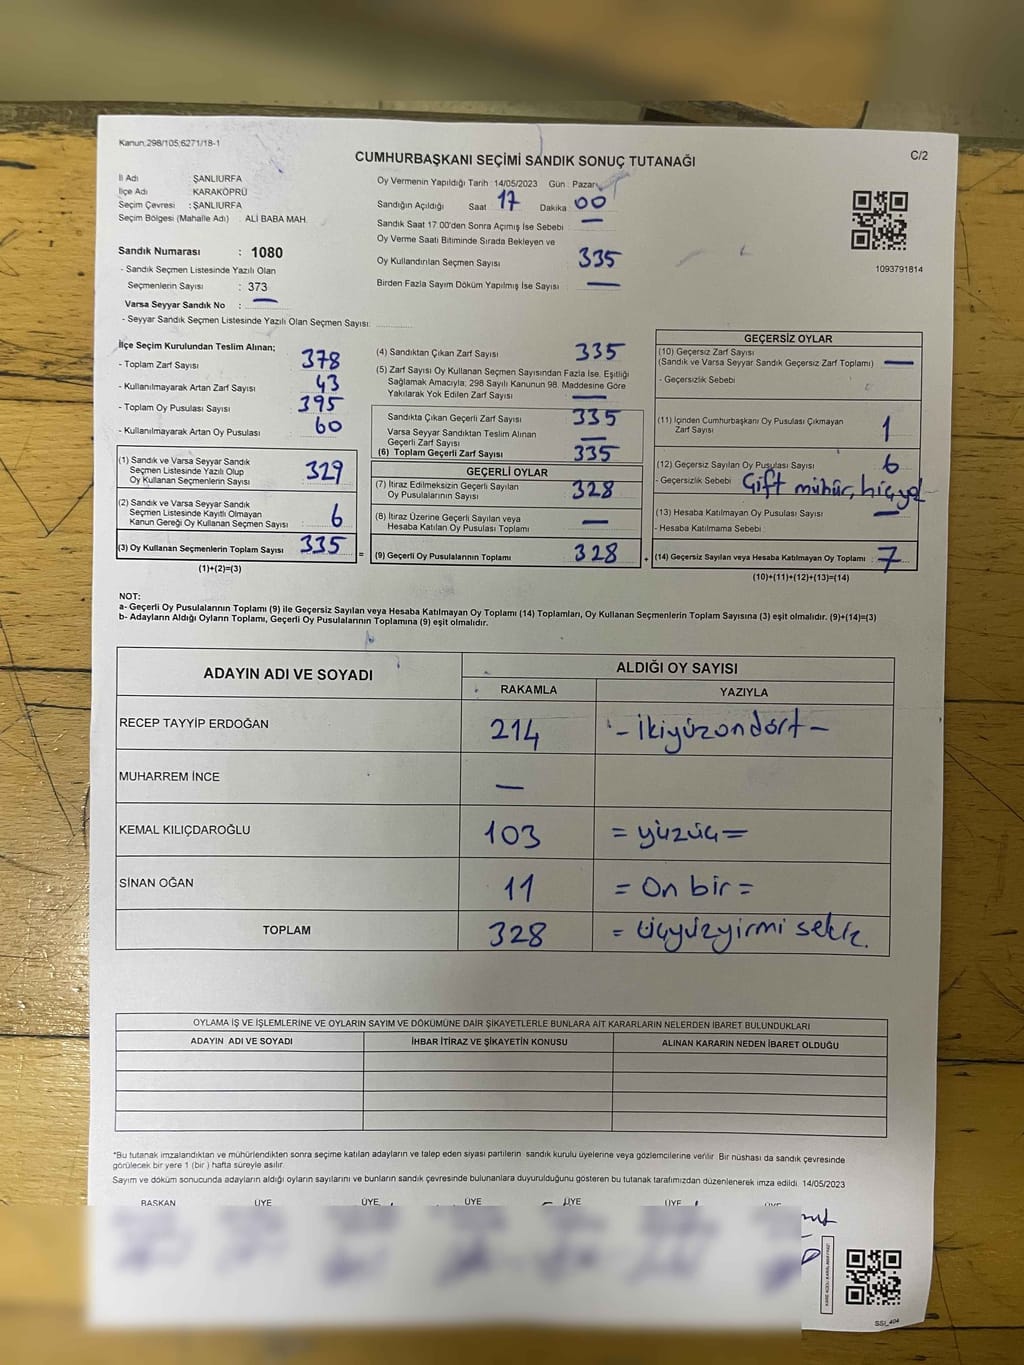 Kanun:298/105;6271/18-1
C/2
CUMHURBAŞKANI SEÇİMİ SANDIK SONUÇ TUTANAĞI
İl Adı ŞANLIURFA
İlçe Adı KARAKÖPRÜ
Seçim Çevresi : ŞANLIURFA
Seçim Bölgesi (Mahalle Adı) . ALİ BABA MAH.
Sandık Numarası : 1080
- Sandık Seçmen Listesinde Yazılı Olan
Seçmenlerin Sayısı : 373
Varsa Seyyar Sandık No : —
- Seyyar Sandık Seçmen Listesinde Yazılı Olan Seçmen Sayısı:
Oy Vermenin Yapıldığı Tarih : 14/05/2023 Gün : Pazar
Sandığın Açıldığı Saat 17 Dakika 00
Sandık Saat 17 00'den Sonra Açımış İse Sebebi —
Oy Verme Saati Bitiminde Sırada Bekleyen ve
Oy Kullandırılan Seçmen Sayısı 335
Birden Fazla Sayım Döküm Yapılmış İse Sayısı —
1093791814
İlçe Seçim Kurulundan Teslim Alınan;
- Toplam Zarf Sayısı 378
- Kullanılmayarak Artan Zarf Sayısı 43
- Toplam Oy Pusulası Sayısı 395
- Kullanılmayarak Artan Oy Pusulası 60
(1) Sandık ve Varsa Seyyar Sandık
Seçmen Listesinde Yazılı Olup
Oy Kullanan Seçmenlerin Sayısı 329
(2) Sandık ve Varsa Seyyar Sandık
Seçmen Listesinde Kayıtlı Olmayan
Kanun Gereği Oy Kullanan Seçmen Sayısı 6
(3) Oy Kullanan Seçmenlerin Toplam Sayısı 335 =
(1)+(2)=(3)
(4) Sandıktan Çıkan Zarf Sayısı 335
(5) Zarf Sayısı Oy Kullanan Seçmen Sayısından Fazla İse, Eşitliği
Sağlamak Amacıyla; 298 Sayılı Kanunun 98. Maddesine Göre
Yakılarak Yok Edilen Zarf Sayısı —
Sandıkta Çıkan Geçerli Zarf Sayısı 335
Varsa Seyyar Sandıktan Teslim Alınan
Geçerli Zarf Sayısı —
(6) Toplam Geçerli Zarf Sayısı 335
GEÇERLİ OYLAR
(7) İtiraz Edilmeksizin Geçerli Sayılan
Oy Pusulalarının Sayısı 328
(8) İtiraz Üzerine Geçerli Sayılan veya
Hesaba Katılan Oy Pusulası Toplamı —
(9) Geçerli Oy Pusulalarının Toplamı 328 +
GEÇERSİZ OYLAR
(10) Geçersiz Zarf Sayısı
(Sandık ve Varsa Seyyar Sandık Geçersiz Zarf Toplamı) —
- Geçersizlik Sebebi
(11) İçinden Cumhurbaşkanı Oy Pusulası Çıkmayan
Zarf Sayısı 1
(12) Geçersiz Sayılan Oy Pusulası Sayısı 6
- Geçersizlik Sebebi Çift mühür, hiç yok
(13) Hesaba Katılmayan Oy Pusulası Sayısı —
- Hesaba Katılmama Sebebi :
(14) Geçersiz Sayılan veya Hesaba Katılmayan Oy Toplamı : 7
(10)+(11)+(12)+(13)=(14)
NOT:
a- Geçerli Oy Pusulalarının Toplamı (9) ile Geçersiz Sayılan veya Hesaba Katılmayan Oy Toplamı (14) Toplamları, Oy Kullanan Seçmenlerin Toplam Sayısına (3) eşit olmalıdır. (9)+(14)=(3)
b- Adayların Aldığı Oyların Toplamı, Geçerli Oy Pusulalarının Toplamına (9) eşit olmalıdır.
ADAYIN ADI VE SOYADI ALDIĞI OY SAYISI
RAKAMLA YAZIYLA
RECEP TAYYİP ERDOĞAN 214 - İkiyüzondört -
MUHARREM İNCE —
KEMAL KILIÇDAROĞLU 103 = yüzüç =
SİNAN OĞAN 11 = On bir =
TOPLAM 328 = Üçyüzyirmi sekiz.
OYLAMA İŞ VE İŞLEMLERİNE VE OYLARIN SAYIM VE DÖKÜMÜNE DAİR ŞİKAYETLERLE BUNLARA AİT KARARLARIN NELERDEN İBARET BULUNDUKLARI
ADAYIN ADI VE SOYADI İHBAR İTİRAZ VE ŞİKAYETİN KONUSU ALINAN KARARIN NEDEN İBARET OLDUĞU
*Bu tutanak imzalandıktan ve mühürlendikten sonra seçime katılan adayların ve talep eden siyasi partilerin sandık kurulu üyelerine veya gözlemcilerine verilir. Bir nüshası da sandık çevresinde
görülecek bir yere 1 (bir ) hafta süreyle asılır.
Sayım ve döküm sonucunda adayların aldığı oyların sayılarını ve bunların sandık çevresinde bulunanlara duyurulduğunu gösteren bu tutanak tarafımızdan düzenlenerek imza edildi. 14/05/2023
BAŞKAN ÜYE ÜYE ÜYE ÜYE ÜYE ÜYE
SSİ_404